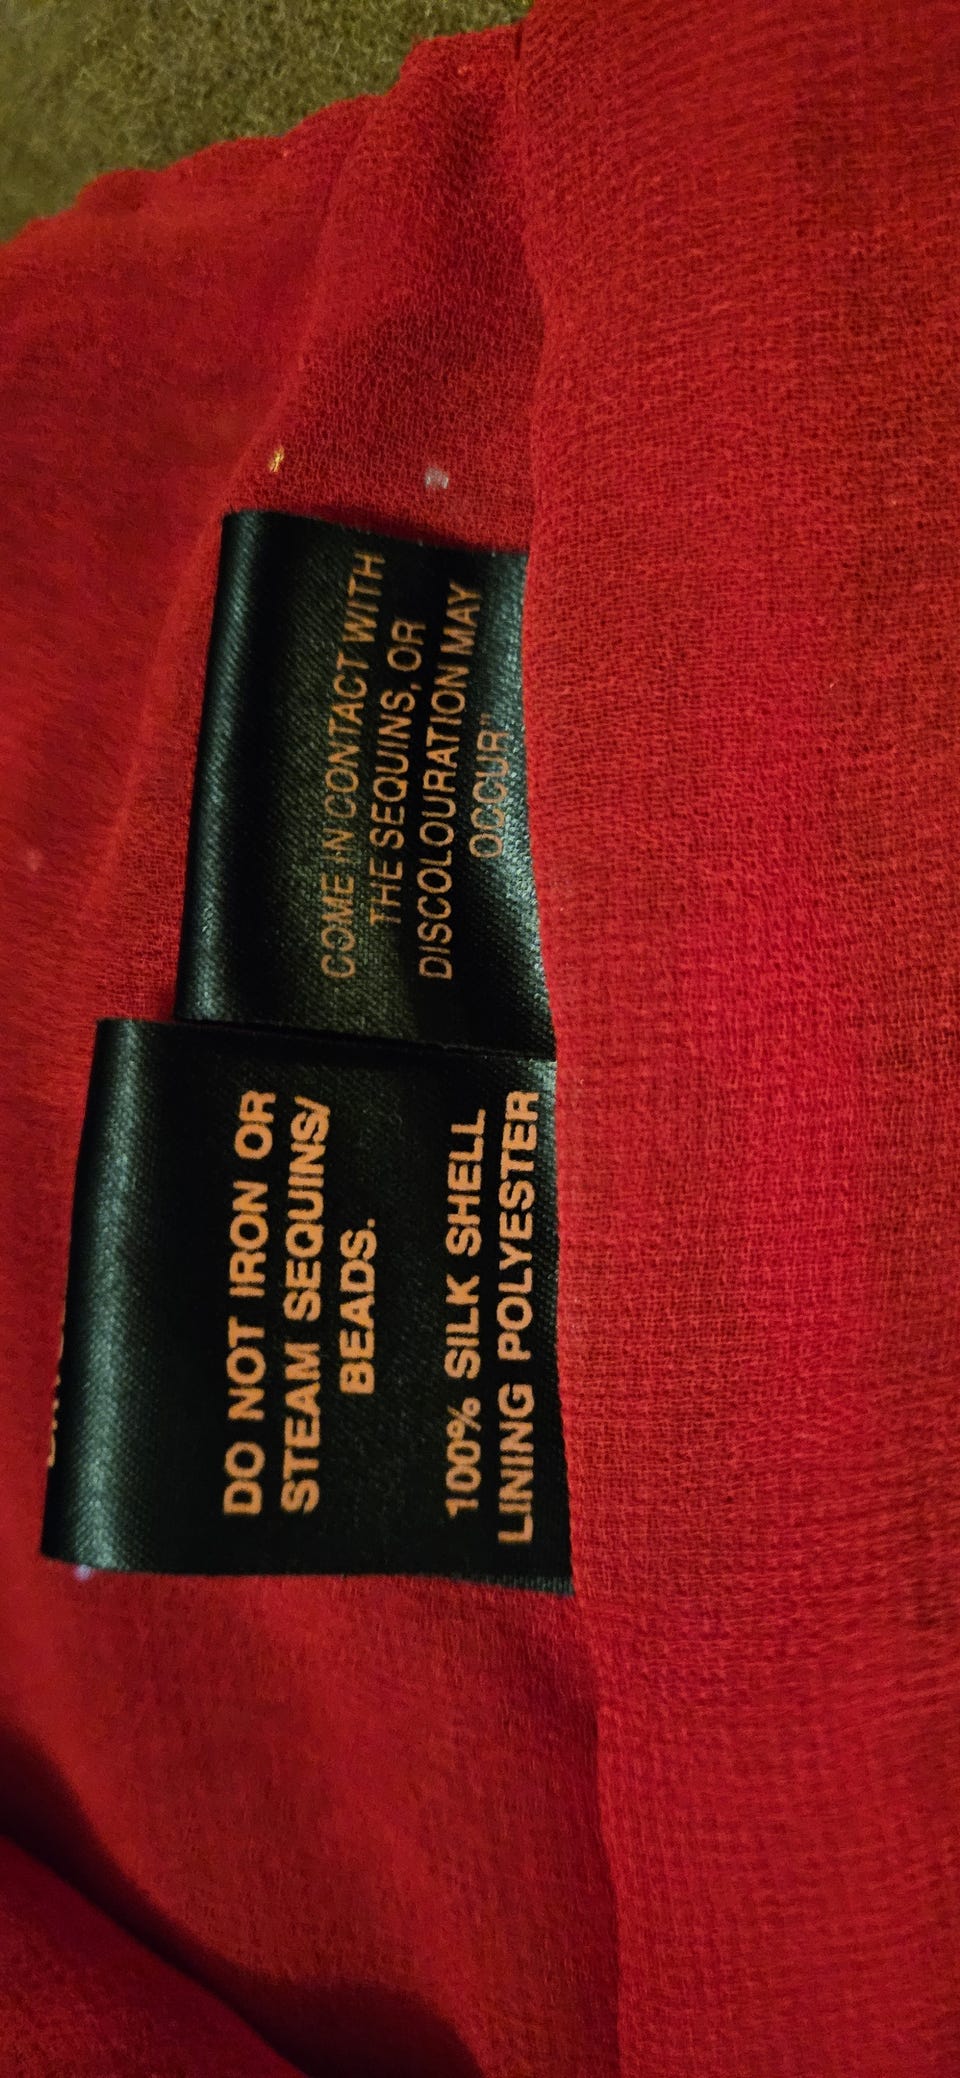 COME IN CONTACT WITH
THE SEQUINS, OR
DISCOLOURATION MAY
OCCUR"
DO NOT IRON OR
STEAM SEQUINS/
BEADS.
100% SILK SHELL
LINING POLYESTER